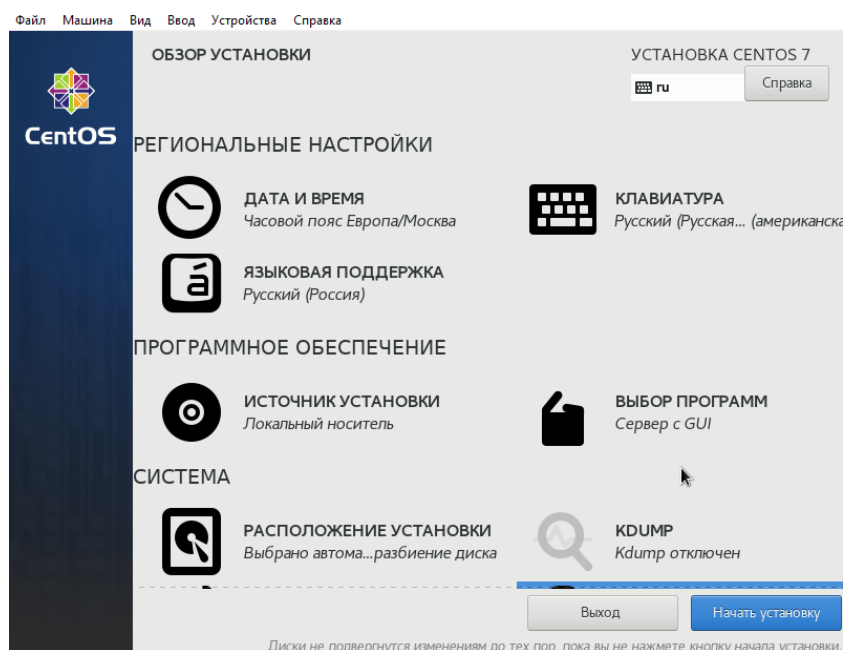 Файл Машина Вид Ввод Устройства Справка
ОБЗОР УСТАНОВКИ
УСТАНОВКА CENTOS 7
ru
Справка
CentOS
РЕГИОНАЛЬНЫЕ НАСТРОЙКИ
ДАТА И ВРЕМЯ
Часовой пояс Европа/Москва
КЛАВИАТУРА
Русский (Русская... (американска
ЯЗЫКОВАЯ ПОДДЕРЖКА
Русский (Россия)
ПРОГРАММНОЕ ОБЕСПЕЧЕНИЕ
ИСТОЧНИК УСТАНОВКИ
Локальный носитель
ВЫБОР ПРОГРАММ
Сервер с GUI
СИСТЕМА
РАСПОЛОЖЕНИЕ УСТАНОВКИ
Выбрано автома...разбиение диска
KDUMP
Kdump отключен
Выход
Начать установку
Диски не подвергнутся изменениям до тех пор, пока вы не нажмете кнопку начала установки.